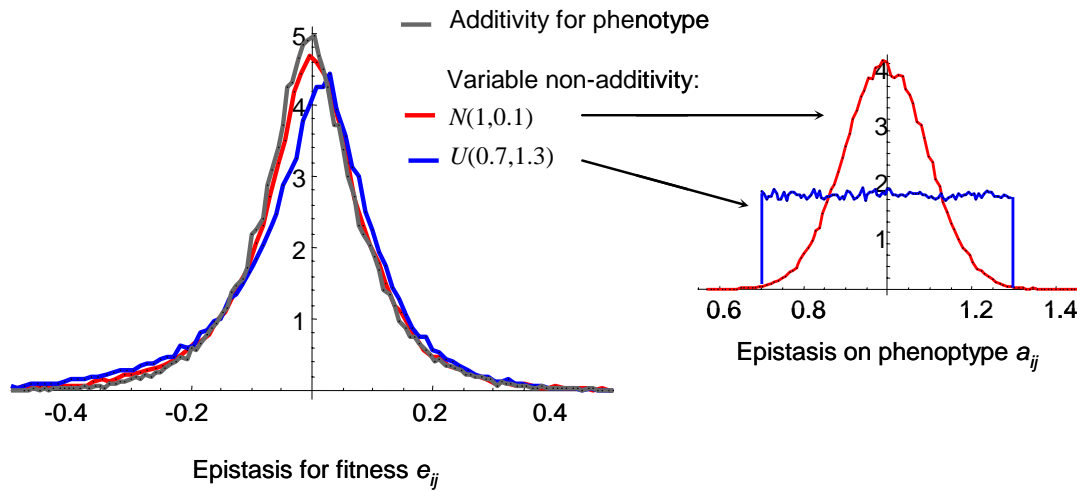 Additivity for phenotype
Variable non-additivity:
N(1,0.1)
U(0.7,1.3)
5
4
3
2
1
-0.4
-0.2
0.2
0.4
Epistasis for fitness eij
4
3
2
1
0.6
0.8
1.2
1.4
Epistasis on phenoptype aij